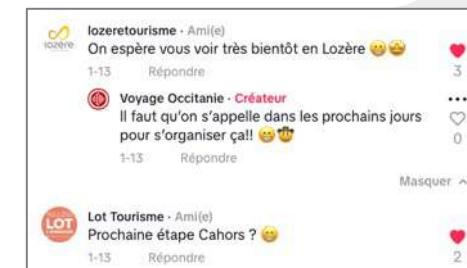 lozeretourisme · Ami(e)
lozère
On espère vous voir très bientôt en Lozère 😁🤩
1-13 Répondre
3
Voyage Occitanie · Créateur
Il faut qu'on s'appelle dans les prochains jours
pour s'organiser ça!! 😁🤠
1-13 Répondre
0
Masquer
LOT
Lot Tourisme · Ami(e)
Prochaine étape Cahors ? 😁
1-13 Répondre
2